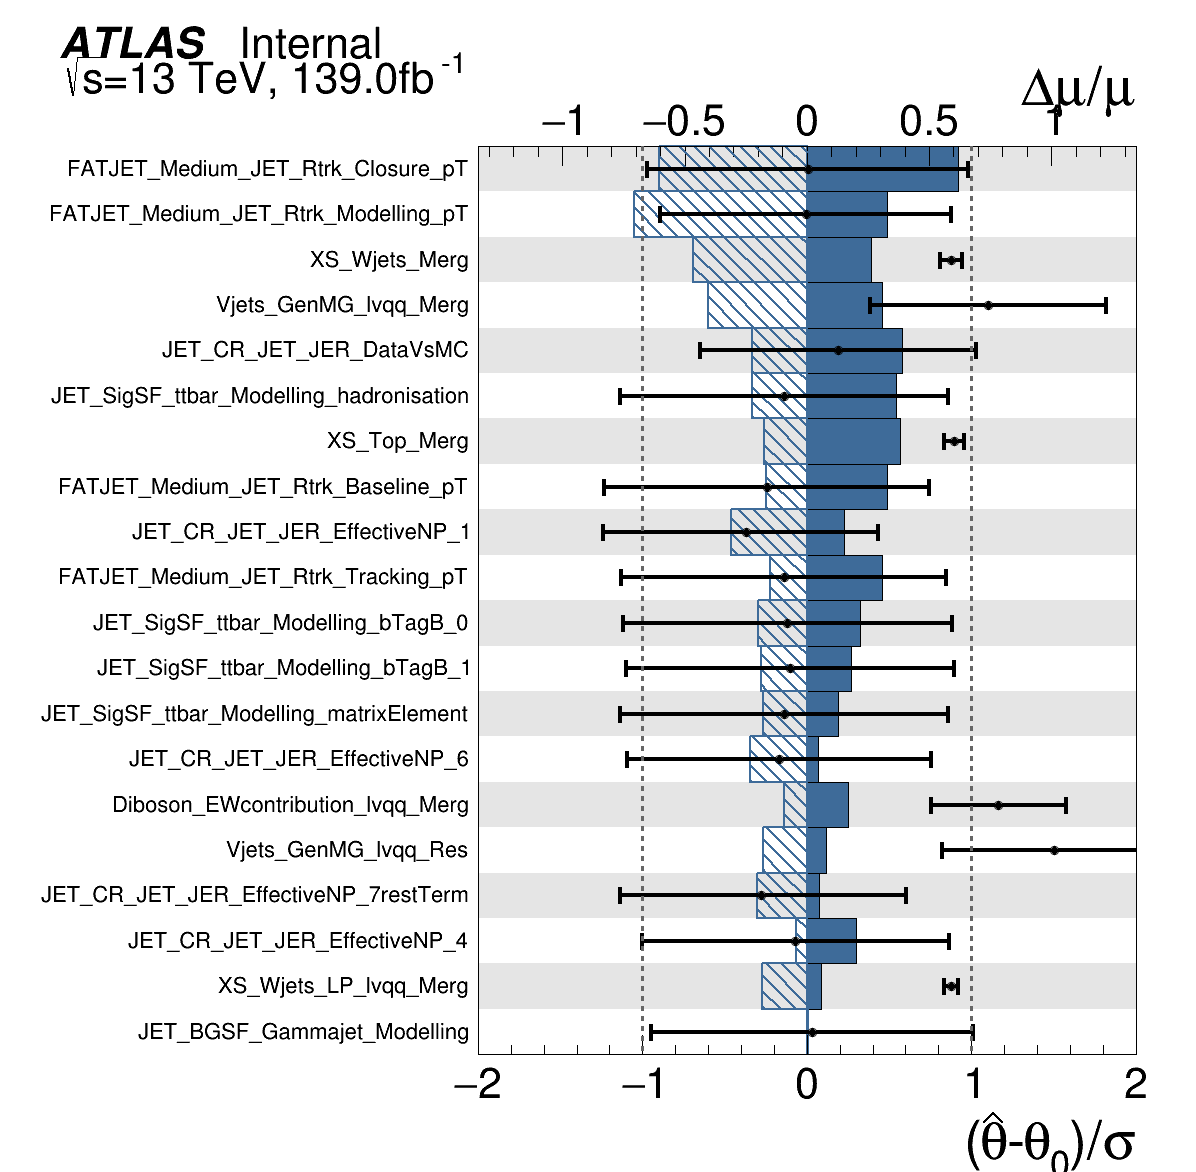 ATLAS Internal
√s=13 TeV, 139.0fb⁻¹
Δμ/μ
−1 −0.5 0 0.5 1
FATJET_Medium_JET_Rtrk_Closure_pT
FATJET_Medium_JET_Rtrk_Modelling_pT
XS_Wjets_Merg
Vjets_GenMG_lvqq_Merg
JET_CR_JET_JER_DataVsMC
JET_SigSF_ttbar_Modelling_hadronisation
XS_Top_Merg
FATJET_Medium_JET_Rtrk_Baseline_pT
JET_CR_JET_JER_EffectiveNP_1
FATJET_Medium_JET_Rtrk_Tracking_pT
JET_SigSF_ttbar_Modelling_bTagB_0
JET_SigSF_ttbar_Modelling_bTagB_1
JET_SigSF_ttbar_Modelling_matrixElement
JET_CR_JET_JER_EffectiveNP_6
Diboson_EWcontribution_lvqq_Merg
Vjets_GenMG_lvqq_Res
JET_CR_JET_JER_EffectiveNP_7restTerm
JET_CR_JET_JER_EffectiveNP_4
XS_Wjets_LP_lvqq_Merg
JET_BGSF_Gammajet_Modelling
−2 −1 0 1 2
(θ̂-θ₀)/σ